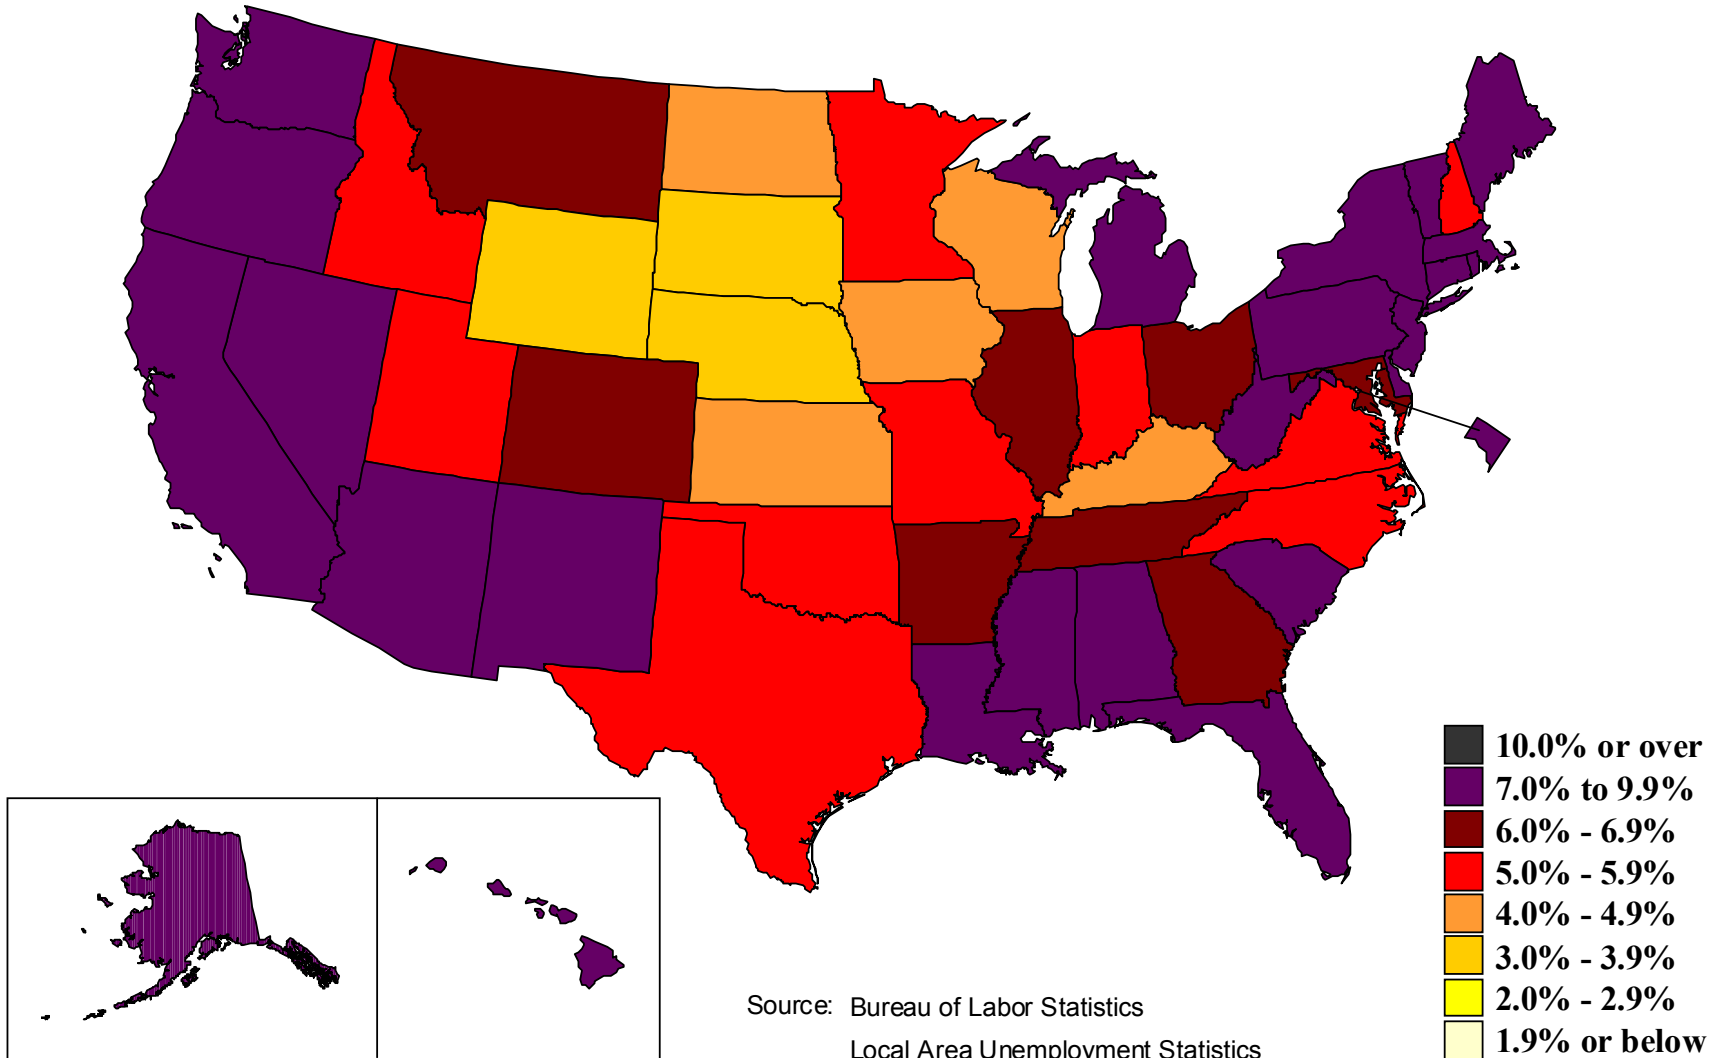 10.0% or over
7.0% to 9.9%
6.0% - 6.9%
5.0% - 5.9%
4.0% - 4.9%
3.0% - 3.9%
2.0% - 2.9%
1.9% or below
Source: Bureau of Labor Statistics
Local Area Unemployment Statistics